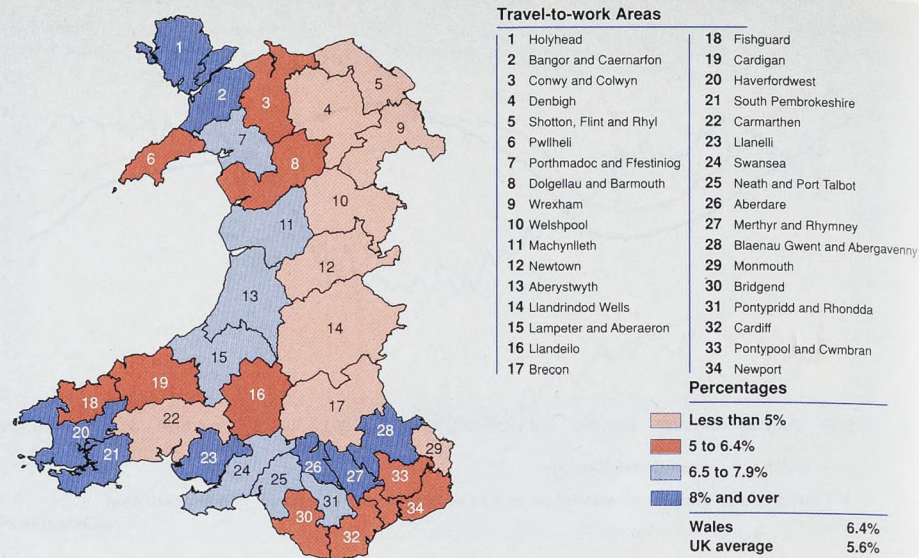 Travel-to-work Areas
1 Holyhead
2 Bangor and Caernarfon
3 Conwy and Colwyn
4 Denbigh
5 Shotton, Flint and Rhyl
6 Pwllheli
7 Porthmadoc and Ffestiniog
8 Dolgellau and Barmouth
9 Wrexham
10 Welshpool
11 Machynlleth
12 Newtown
13 Aberystwyth
14 Llandrindod Wells
15 Lampeter and Aberaeron
16 Llandeilo
17 Brecon
18 Fishguard
19 Cardigan
20 Haverfordwest
21 South Pembrokeshire
22 Carmarthen
23 Llanelli
24 Swansea
25 Neath and Port Talbot
26 Aberdare
27 Merthyr and Rhymney
28 Blaenau Gwent and Abergavenny
29 Monmouth
30 Bridgend
31 Pontypridd and Rhondda
32 Cardiff
33 Pontypool and Cwmbran
34 Newport
Percentages
Less than 5%
5 to 6.4%
6.5 to 7.9%
8% and over
Wales 6.4%
UK average 5.6%
1
2
3
4
5
9
7
6
8
10
11
12
13
14
15
16
19
18
17
22
20
28
21
23
29
24
26
25
27
33
31
34
30
32